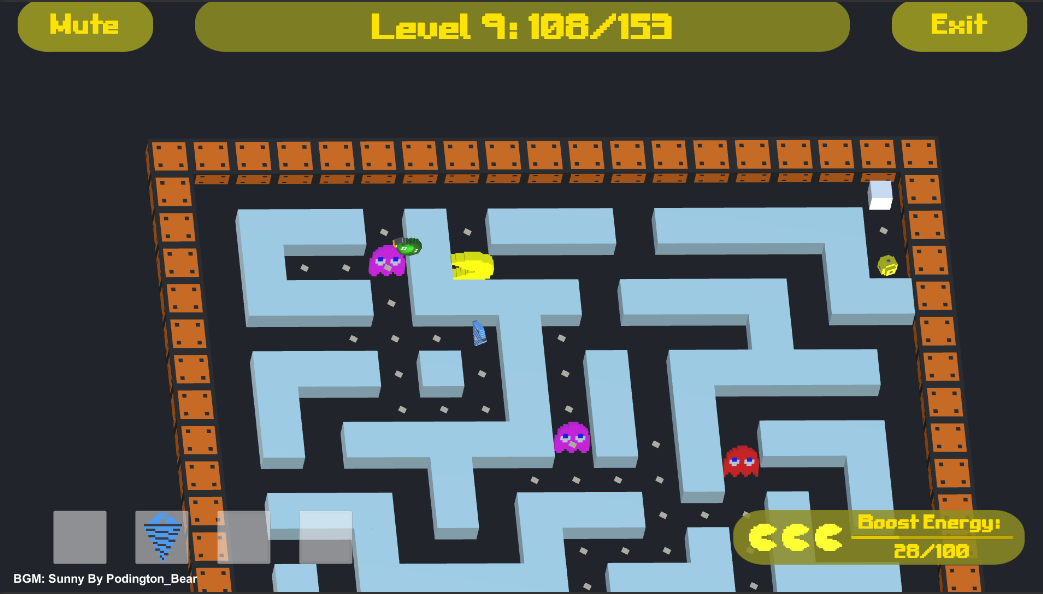 Mute
Level 9: 108/153
Exit
Boost Energy:
28/100
BGM: Sunny By Podington_Bear